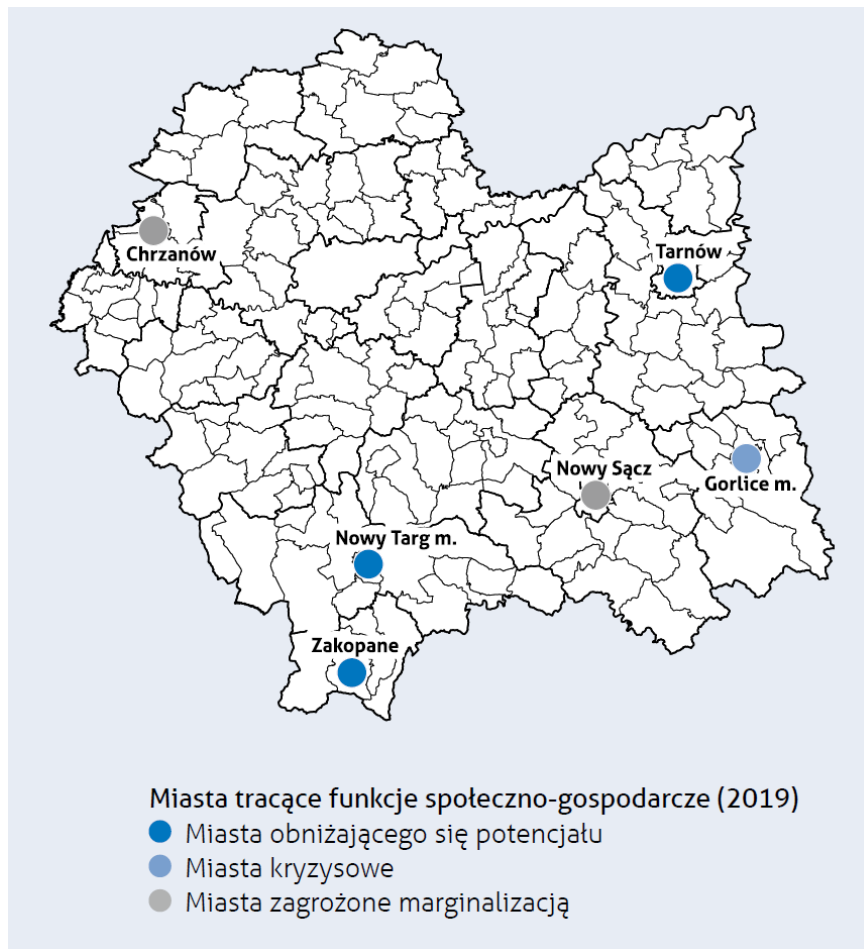 Chrzanów
Tarnów
Nowy Sącz
Gorlice m.
Nowy Targ m.
Zakopane
Miasta tracące funkcje społeczno-gospodarcze (2019)
Miasta obniżającego się potencjału
Miasta kryzysowe
Miasta zagrożone marginalizacją